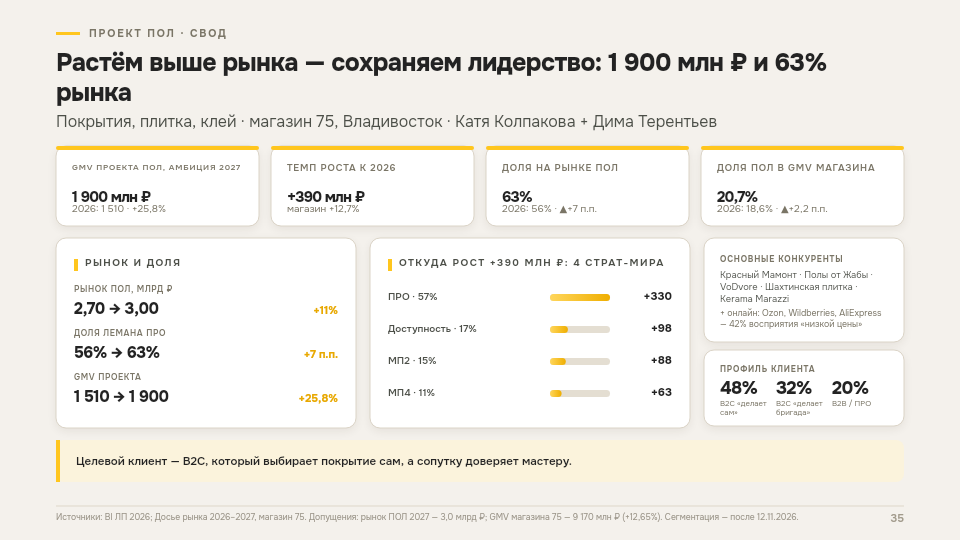 ПРОЕКТ ПОЛ · СВОД
Растём выше рынка — сохраняем лидерство: 1 900 млн ₽ и 63%
рынка
Покрытия, плитка, клей · магазин 75, Владивосток · Катя Колпакова + Дима Терентьев
GMV ПРОЕКТА ПОЛ, АМБИЦИЯ 2027
1 900 млн ₽
2026: 1 510 · +25,8%
ТЕМП РОСТА К 2026
+390 млн ₽
магазин +12,7%
ДОЛЯ НА РЫНКЕ ПОЛ
63%
2026: 56% · ▲+7 п.п.
ДОЛЯ ПОЛ В GMV МАГАЗИНА
20,7%
2026: 18,6% · ▲+2,2 п.п.
РЫНОК И ДОЛЯ
РЫНОК ПОЛ, МЛРД ₽
2,70 → 3,00 +11%
ДОЛЯ ЛЕМАНА ПРО
56% → 63% +7 п.п.
GMV ПРОЕКТА
1 510 → 1 900 +25,8%
ОТКУДА РОСТ +390 МЛН ₽: 4 СТРАТ-МИРА
ПРО · 57% +330
Доступность · 17% +98
МП2 · 15% +88
МП4 · 11% +63
ОСНОВНЫЕ КОНКУРЕНТЫ
Красный Мамонт · Полы от Жабы ·
VoDvore · Шахтинская плитка ·
Kerama Marazzi
+ онлайн: Ozon, Wildberries, AliExpress
— 42% восприятия «низкой цены»
ПРОФИЛЬ КЛИЕНТА
48% 32% 20%
B2C «делает B2C «делает B2B / ПРО
сам» бригада»
Целевой клиент — B2C, который выбирает покрытие сам, а сопутку доверяет мастеру.
Источники: BI ЛП 2026; Досье рынка 2026–2027, магазин 75. Допущения: рынок ПОЛ 2027 — 3,0 млрд ₽; GMV магазина 75 — 9 170 млн ₽ (+12,65%). Сегментация — после 12.11.2026.
35